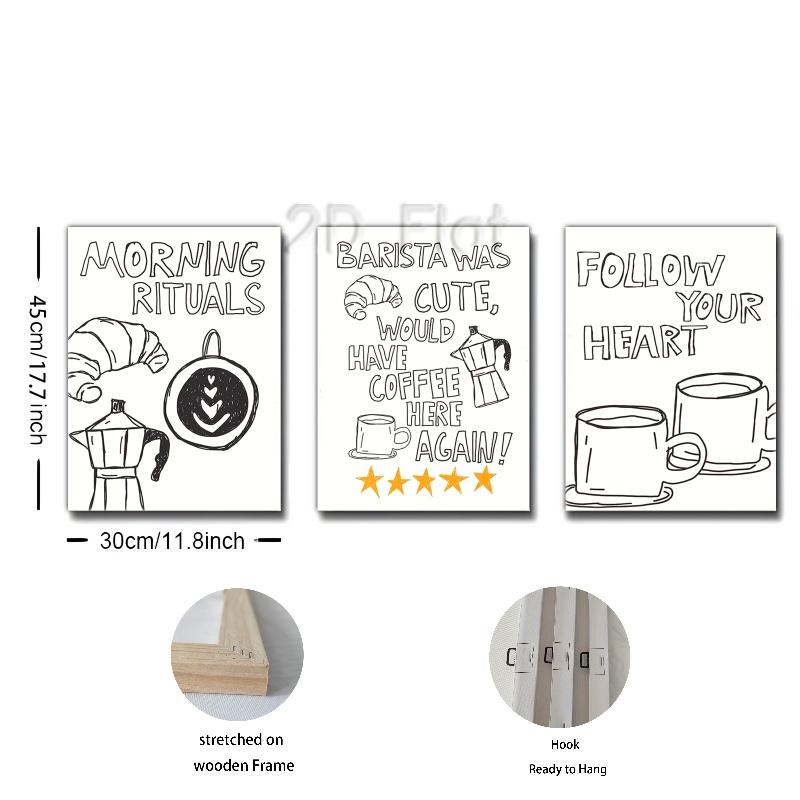 2D Flat
MORNING
RITUALS
BARISTA WAS
CUTE,
WOULD
HAVE
COFFEE
HERE
AGAIN!
FOLLOW
YOUR
HEART
45cm/17.7inch
30cm/11.8inch
stretched on
wooden Frame
Hook
Ready to Hang